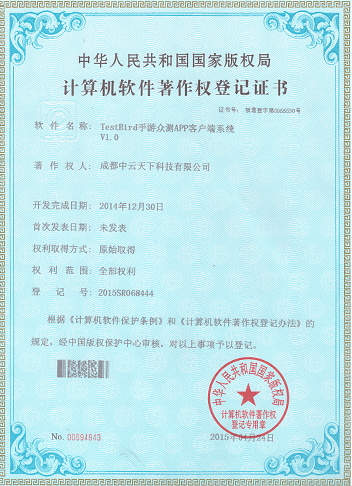 中华人民共和国国家版权局
计算机软件著作权登记证书
证书号: 软著登字第0955530号
软件名称: TestBird手游众测APP客户端系统
V1.0
著作权人: 成都中云天下科技有限公司
开发完成日期: 2014年12月30日
首次发表日期: 未发表
权利取得方式: 原始取得
权利范围: 全部权利
登记号: 2015SR068444
根据《计算机软件保护条例》和《计算机软件著作权登记办法》的
规定，经中国版权保护中心审核，对以上事项予以登记。
中华人民共和国国家版权局
计算机软件著作权
登记专用章
No. 00694843
2015年04月24日